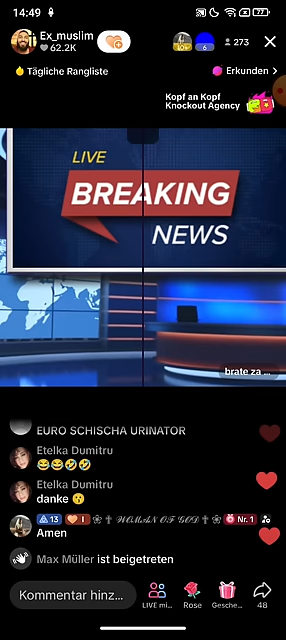 14:49
77
Ex_muslim
62.2K
273
Tägliche Rangliste
Erkunden
Kopf an Kopf
Knockout Agency
LIVE
BREAKING
NEWS
brate za ...
EURO SCHISCHA URINATOR
Etelka Dumitru
😂😂🤣🤣
Etelka Dumitru
danke 😗
13 I ֎ ✞ 𝒲𝒪𝑀𝒜𝒩 𝒪𝐹 𝒢𝒪𝒟 ✞ ֎ Nr. 1
Amen
Max Müller ist beigetreten
Kommentar hinz...
LIVE mi... Rose Gesche... 48